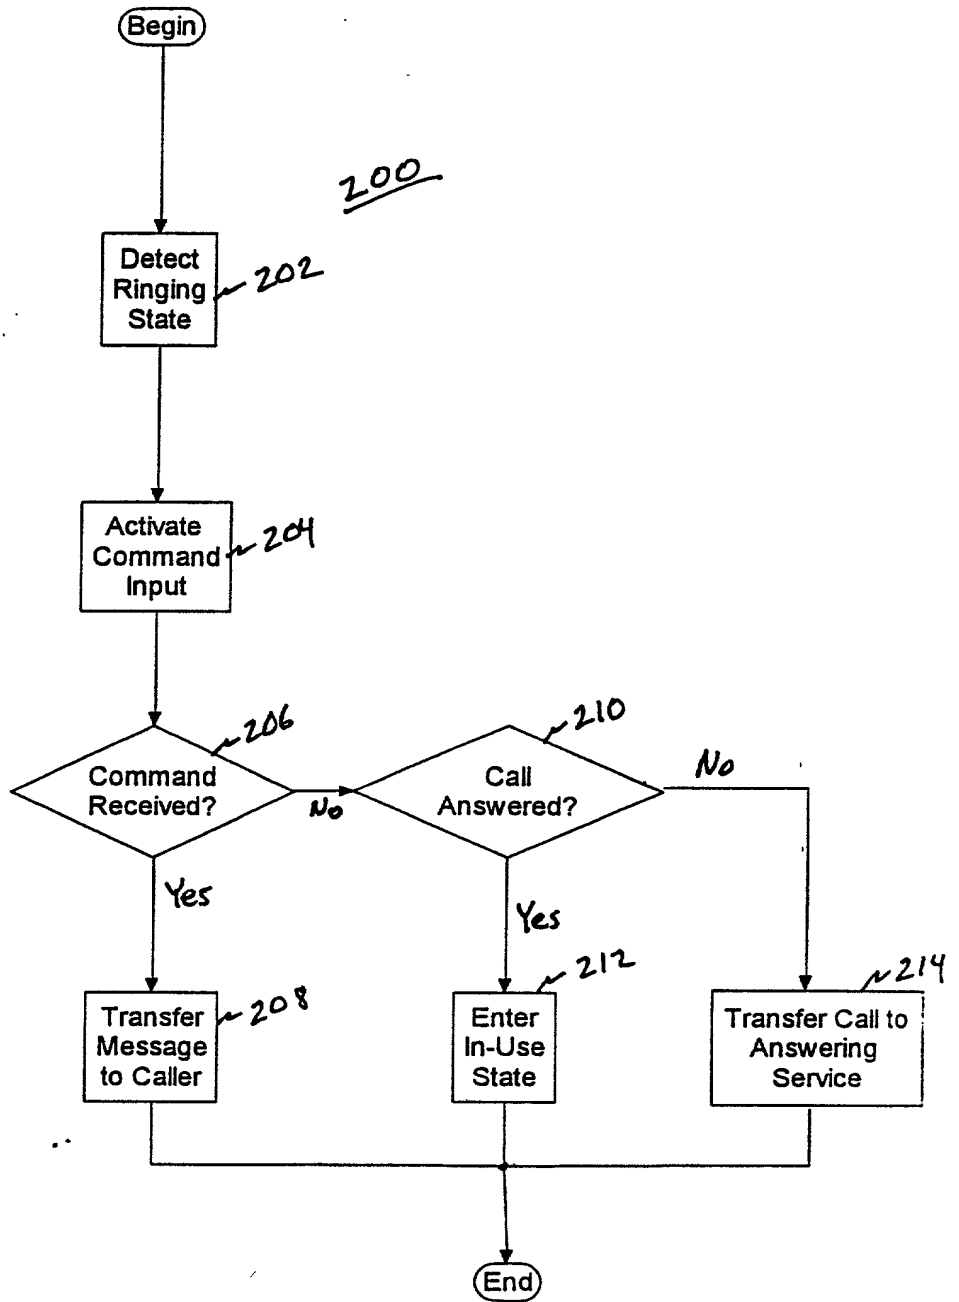 Begin
200
Detect
Ringing
State
202
Activate
Command
Input
204
206
Command
Received?
No
210
Call
Answered?
No
Yes
Yes
208
Transfer
Message
to Caller
212
Enter
In-Use
State
214
Transfer Call to
Answering
Service
End